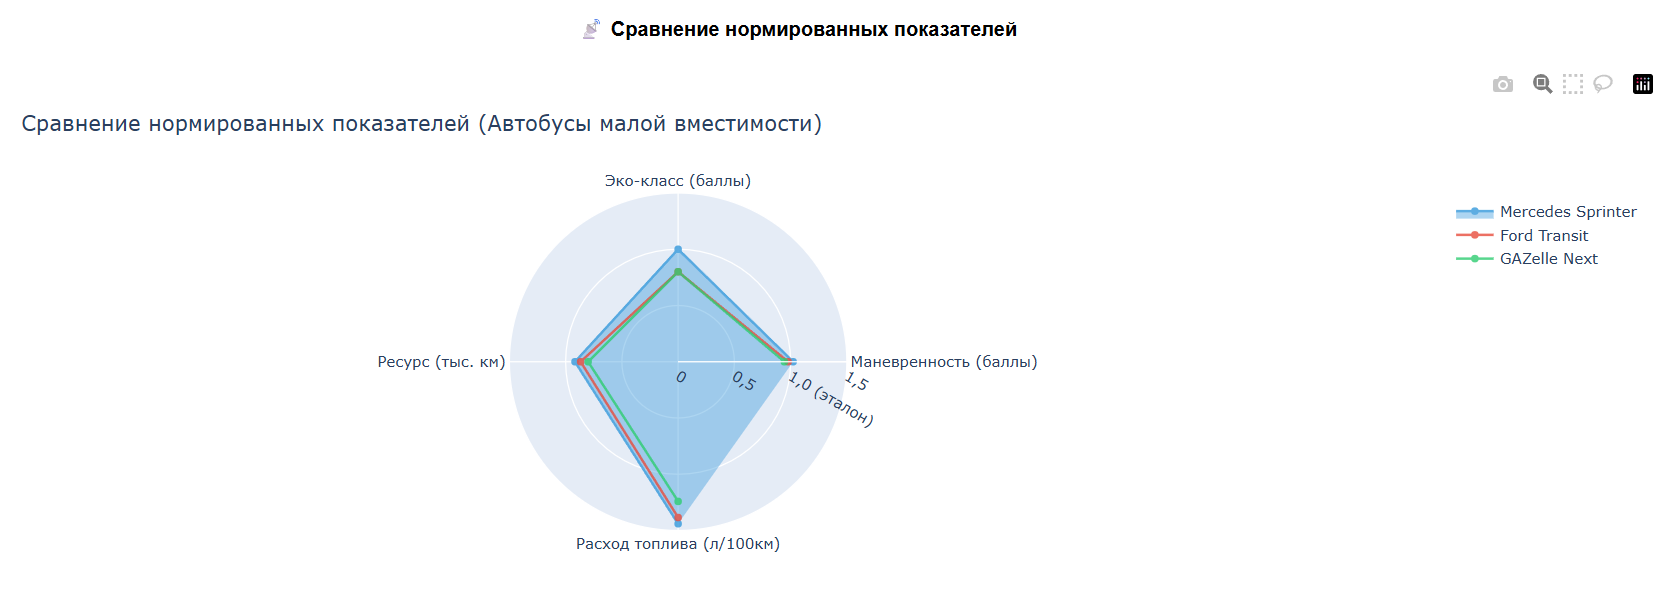 Сравнение нормированных показателей
Сравнение нормированных показателей (Автобусы малой вместимости)
Эко-класс (баллы)
Mercedes Sprinter
Ford Transit
GAZelle Next
Ресурс (тыс. км)
Маневренность (баллы)
0
0,5
1,0 (эталон)
1,5
Расход топлива (л/100км)